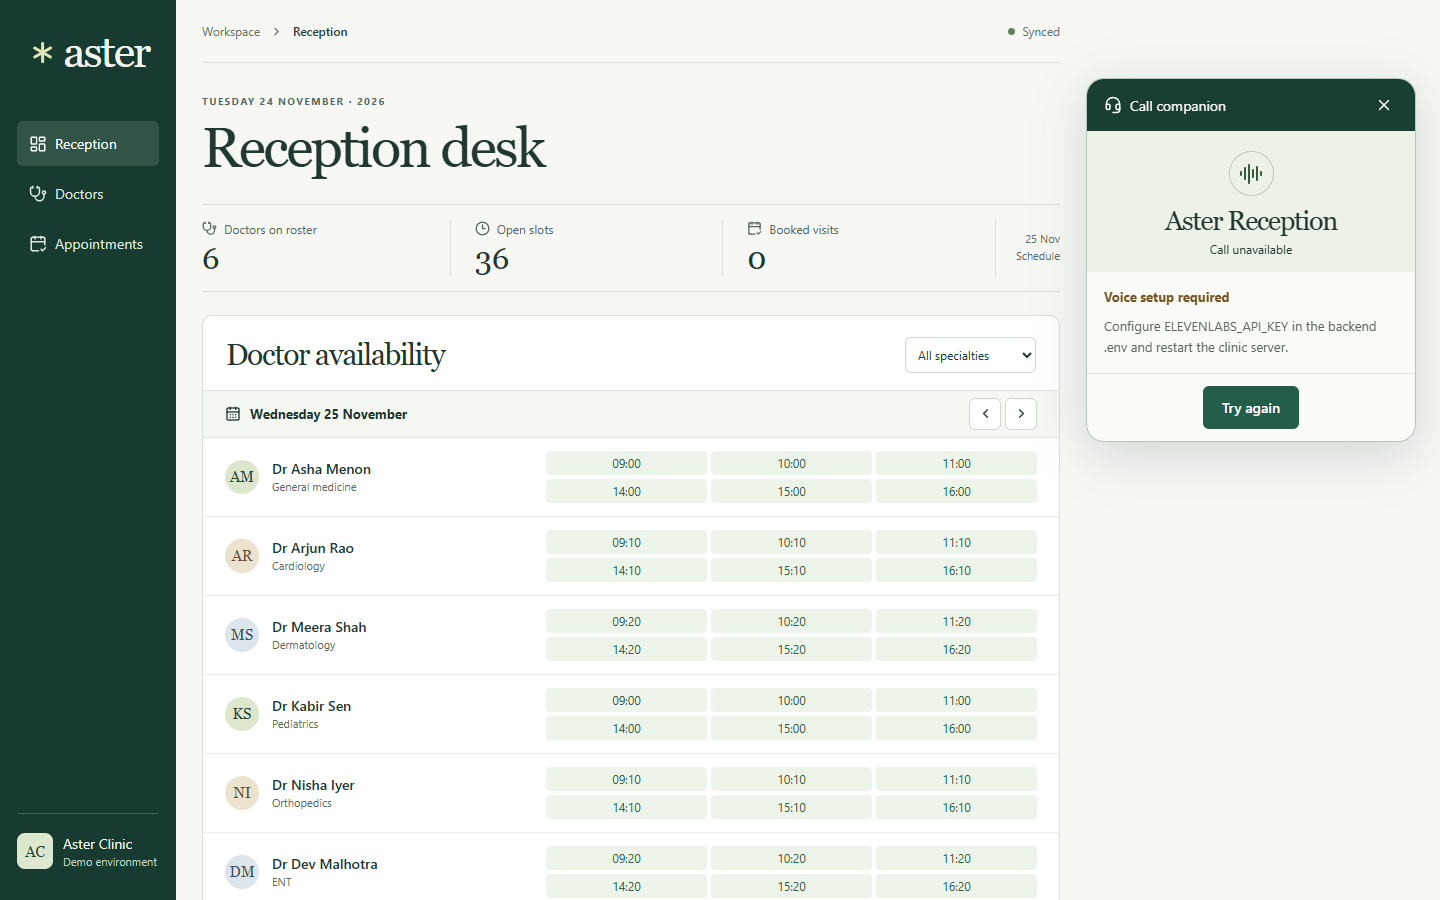 aster
Reception
Doctors
Appointments
AC
Aster Clinic
Demo environment
Workspace
Reception
Synced
TUESDAY 24 NOVEMBER · 2026
Reception desk
Doctors on roster
6
Open slots
36
Booked visits
0
25 Nov
Schedule
Doctor availability
All specialties
Wednesday 25 November
AM
Dr Asha Menon
General medicine
09:00 10:00 11:00
14:00 15:00 16:00
AR
Dr Arjun Rao
Cardiology
09:10 10:10 11:10
14:10 15:10 16:10
MS
Dr Meera Shah
Dermatology
09:20 10:20 11:20
14:20 15:20 16:20
KS
Dr Kabir Sen
Pediatrics
09:00 10:00 11:00
14:00 15:00 16:00
NI
Dr Nisha Iyer
Orthopedics
09:10 10:10 11:10
14:10 15:10 16:10
DM
Dr Dev Malhotra
ENT
09:20 10:20 11:20
14:20 15:20 16:20
Call companion
Aster Reception
Call unavailable
Voice setup required
Configure ELEVENLABS_API_KEY in the backend
.env and restart the clinic server.
Try again